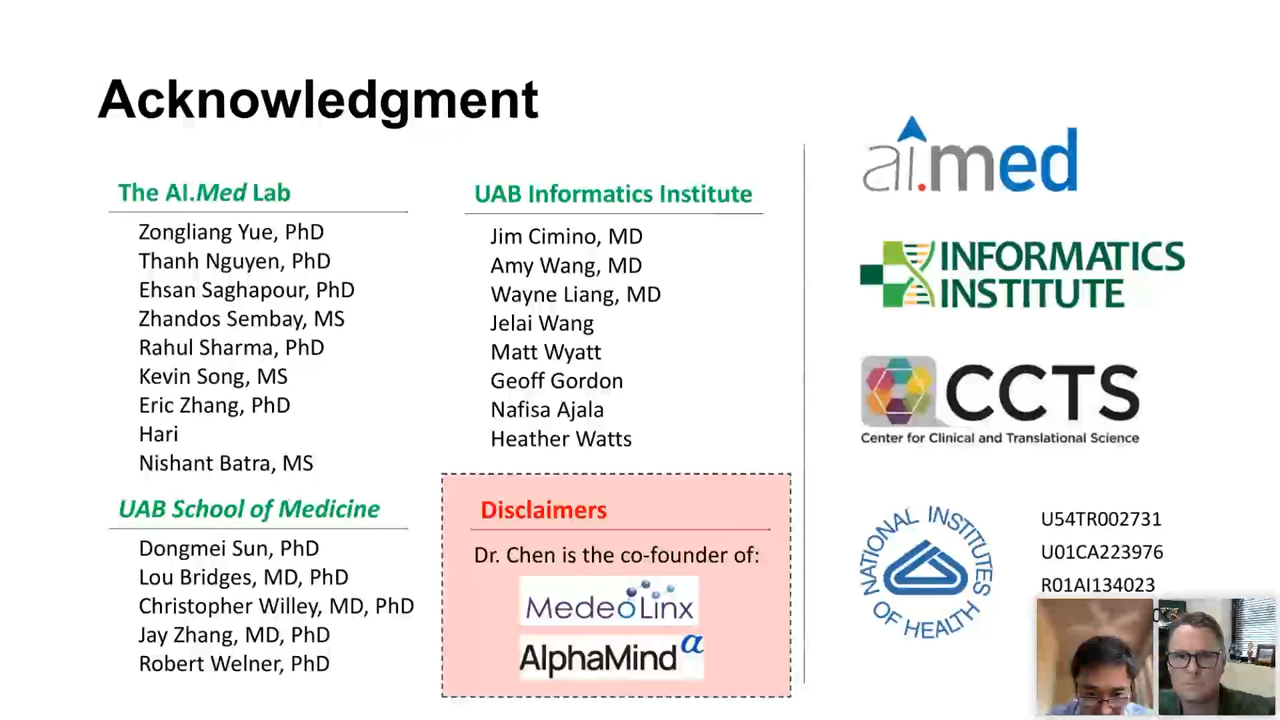 Acknowledgment
The AI.Med Lab
Zongliang Yue, PhD
Thanh Nguyen, PhD
Ehsan Saghapour, PhD
Zhandos Sembay, MS
Rahul Sharma, PhD
Kevin Song, MS
Eric Zhang, PhD
Hari
Nishant Batra, MS
UAB School of Medicine
Dongmei Sun, PhD
Lou Bridges, MD, PhD
Christopher Willey, MD, PhD
Jay Zhang, MD, PhD
Robert Welner, PhD
UAB Informatics Institute
Jim Cimino, MD
Amy Wang, MD
Wayne Liang, MD
Jelai Wang
Matt Wyatt
Geoff Gordon
Nafisa Ajala
Heather Watts
Disclaimers
Dr. Chen is the co-founder of:
MedeoLinx
AlphaMind α
ai.med
INFORMATICS
INSTITUTE
CCTS
Center for Clinical and Translational Science
NATIONAL INSTITUTES
OF HEALTH
U54TR002731
U01CA223976
R01AI134023